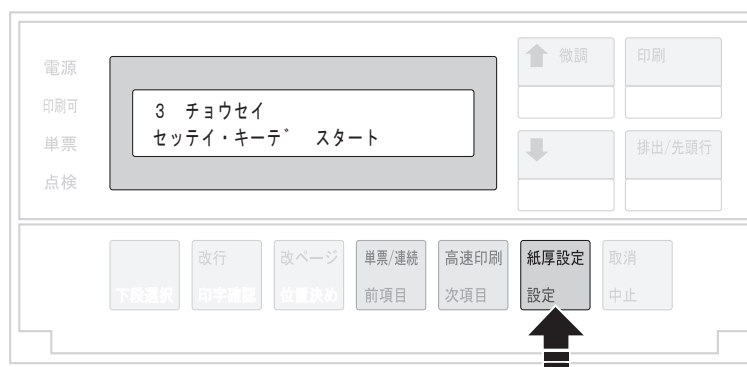 電源
印刷可
単票
点検
3 チョウセイ
セッテイ・キーデ スタート
微調
印刷
排出/先頭行
改行
改ページ
単票/連続
高速印刷
紙厚設定
取消
下段選択
印字確認
位置決め
前項目
次項目
設定
中止